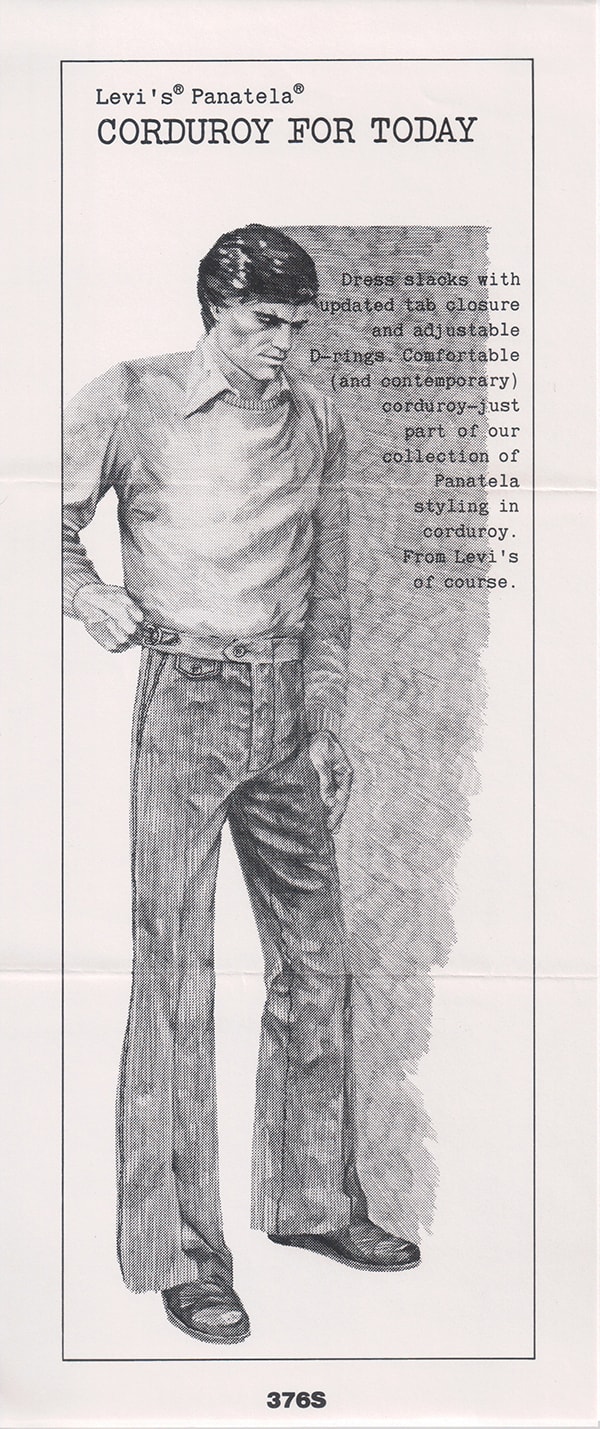 Levi's® Panatela®
CORDUROY FOR TODAY
Dress slacks with
updated tab closure
and adjustable
D-rings. Comfortable
(and contemporary)
corduroy-just
part of our
collection of
Panatela
styling in
corduroy.
From Levi's
of course.
376S